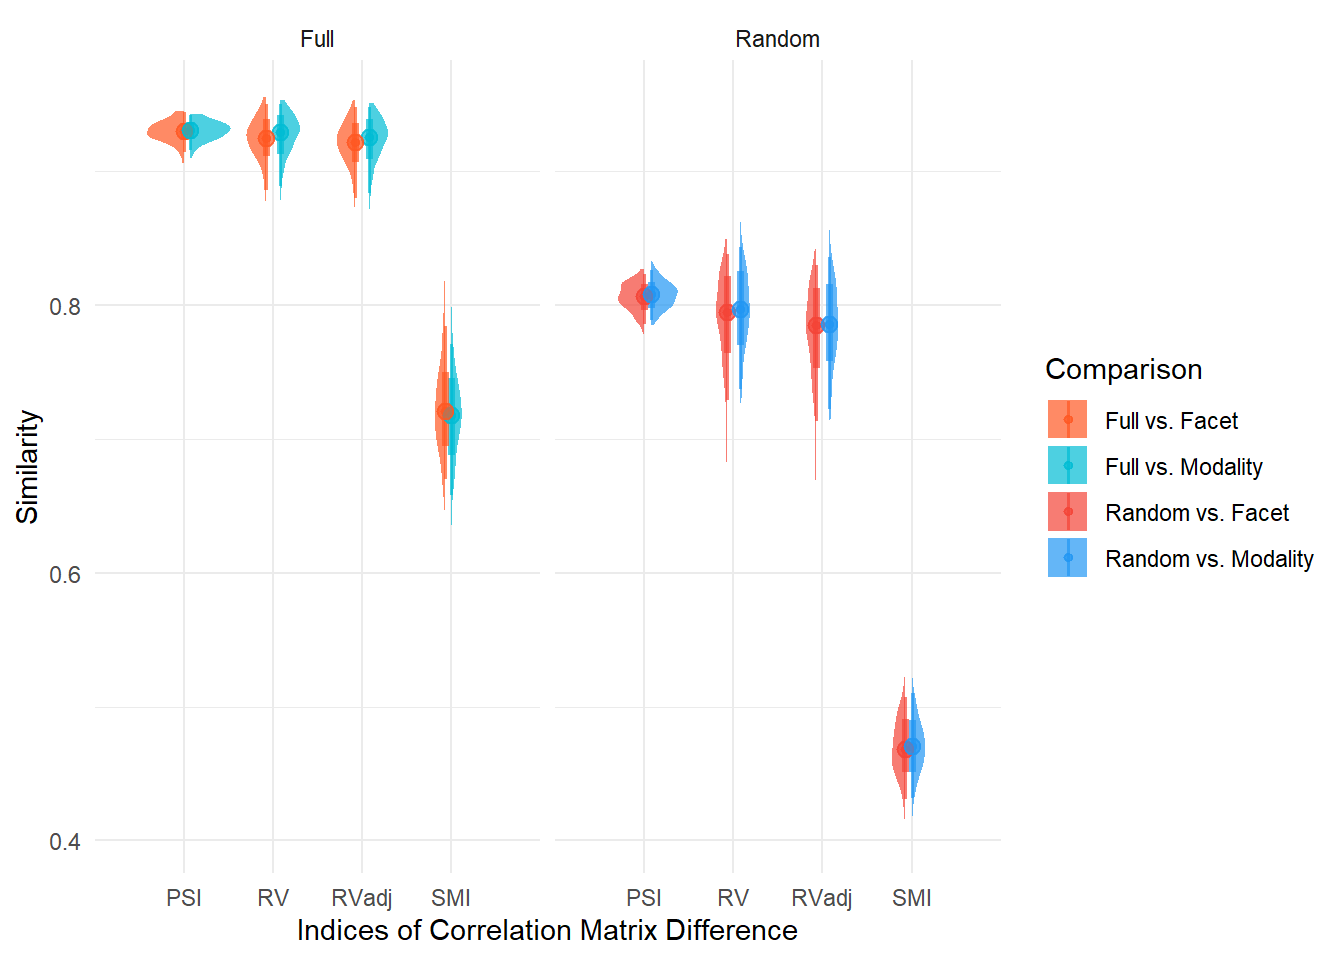 Full
Random
0.8
0.6
0.4
Similarity
PSI RV RVadj SMI
PSI RV RVadj SMI
Indices of Correlation Matrix Difference
Comparison
Full vs. Facet
Full vs. Modality
Random vs. Facet
Random vs. Modality